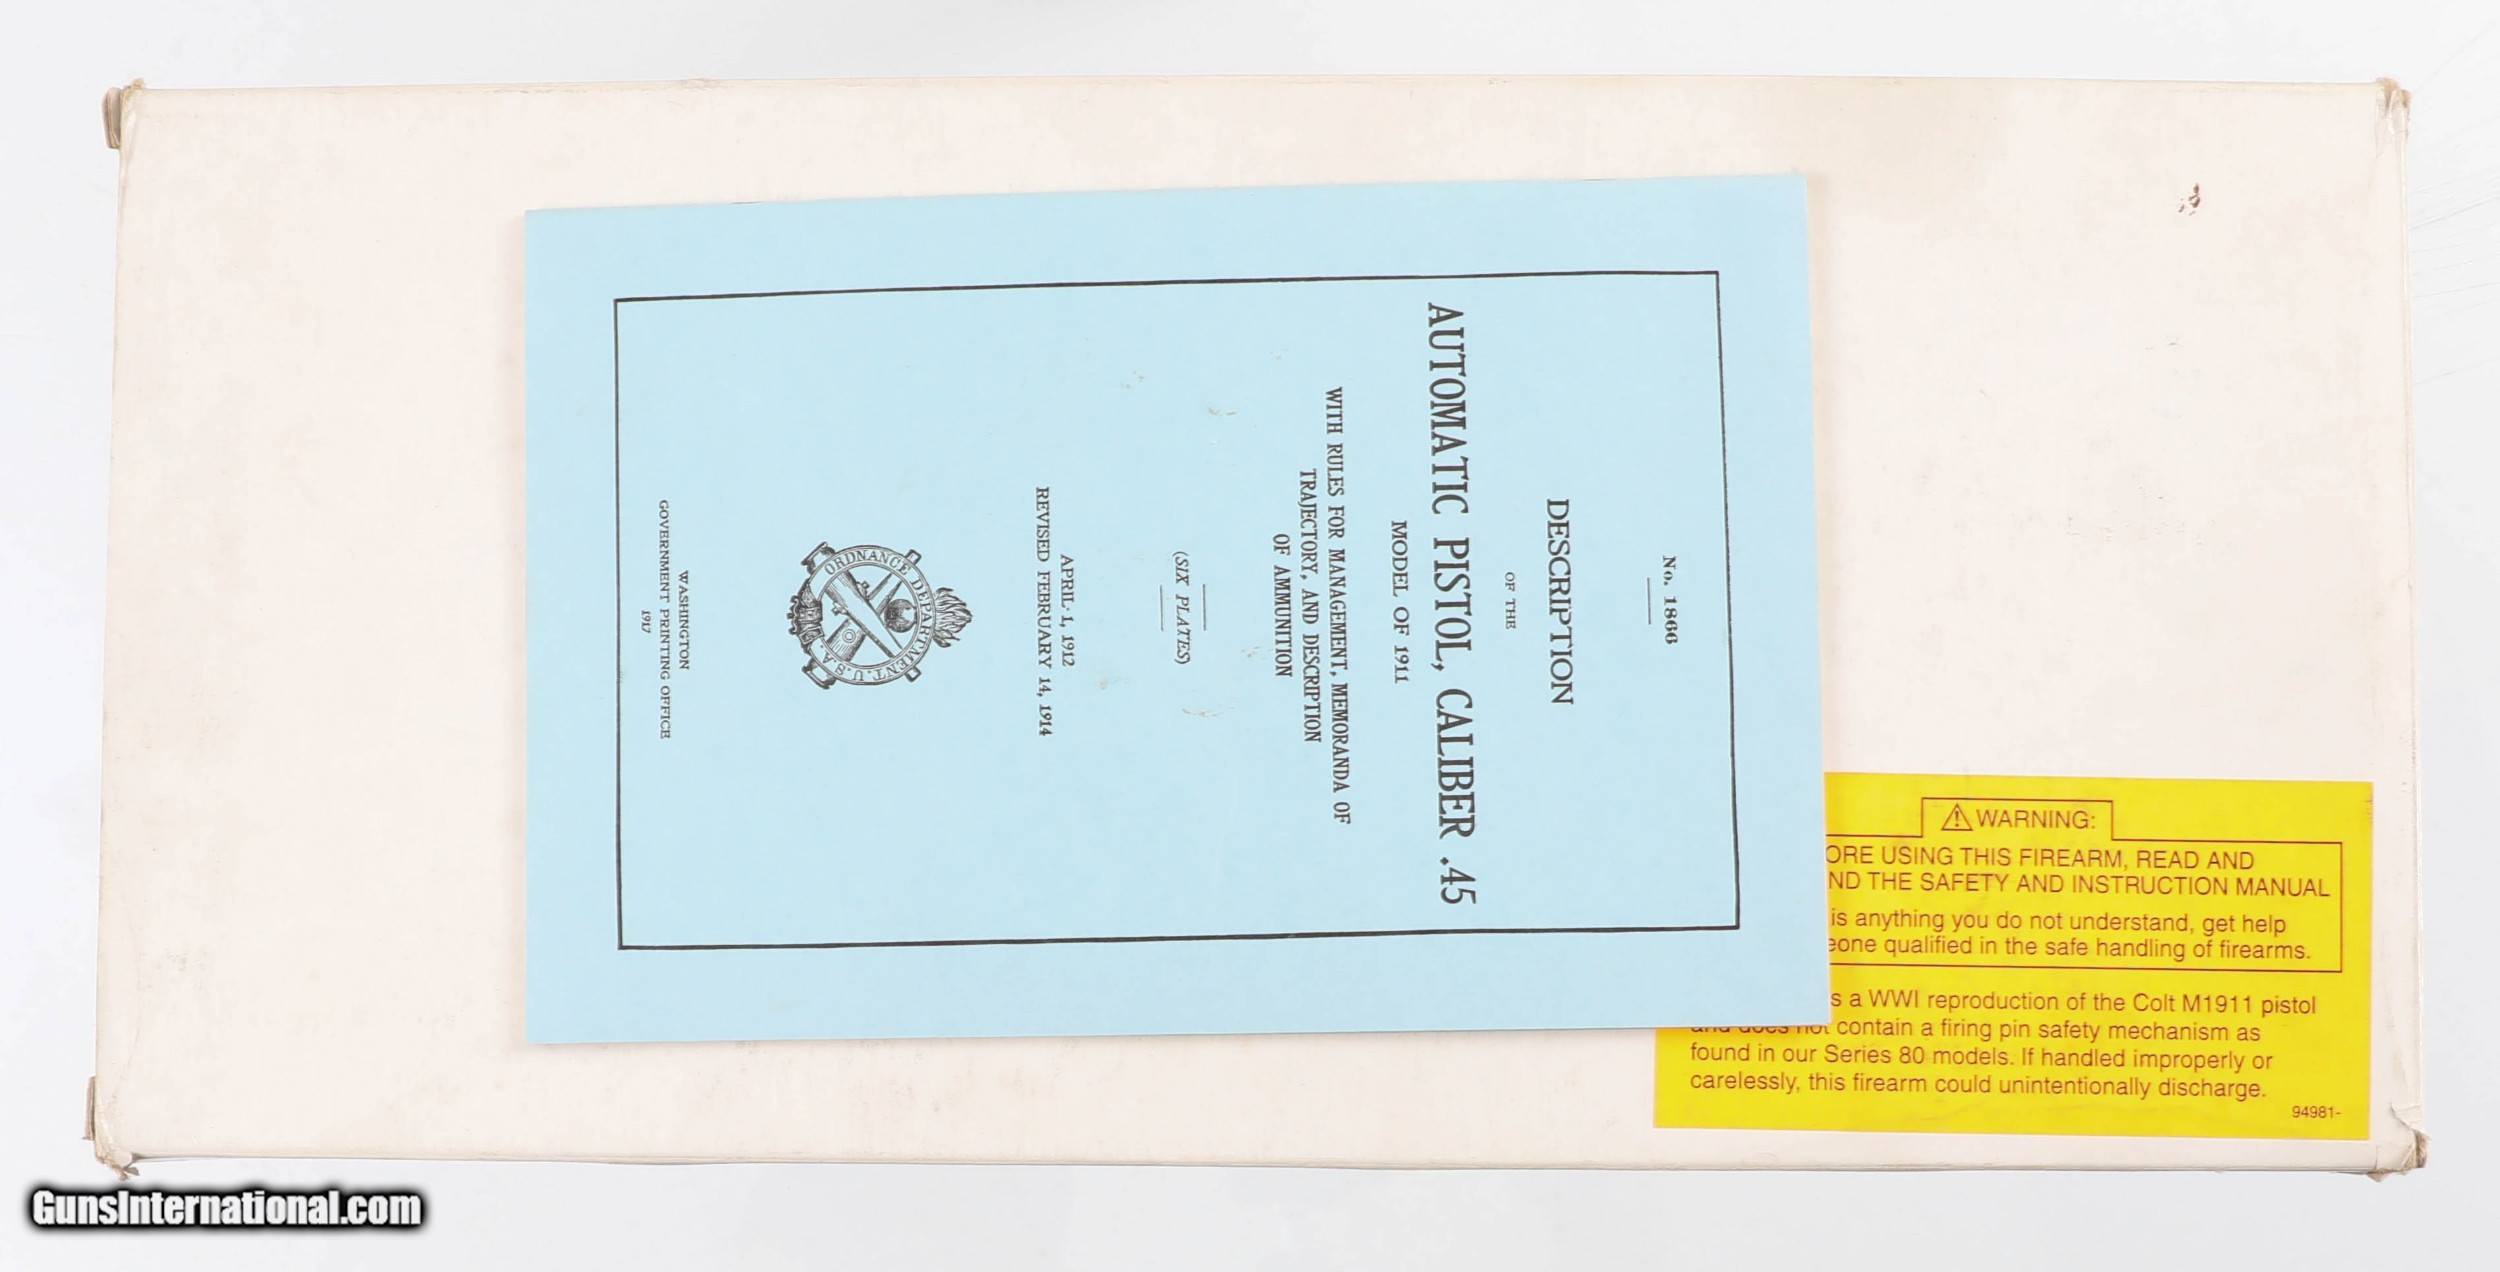 No. 1866
DESCRIPTION
OF THE
AUTOMATIC PISTOL, CALIBER .45
MODEL OF 1911
WITH RULES FOR MANAGEMENT, MEMORANDA OF
TRAJECTORY, AND DESCRIPTION
OF AMMUNITION
(SIX PLATES)
APRIL 1, 1912
REVISED FEBRUARY 14, 1914
ORDNANCE DEPARTMENT. U.S.A.
WASHINGTON
GOVERNMENT PRINTING OFFICE
1917
WARNING:
ORE USING THIS FIREARM, READ AND
ND THE SAFETY AND INSTRUCTION MANUAL
is anything you do not understand, get help
eone qualified in the safe handling of firearms.
s a WWI reproduction of the Colt M1911 pistol
and does not contain a firing pin safety mechanism as
found in our Series 80 models. If handled improperly or
carelessly, this firearm could unintentionally discharge.
94981-
GunsInternational.com